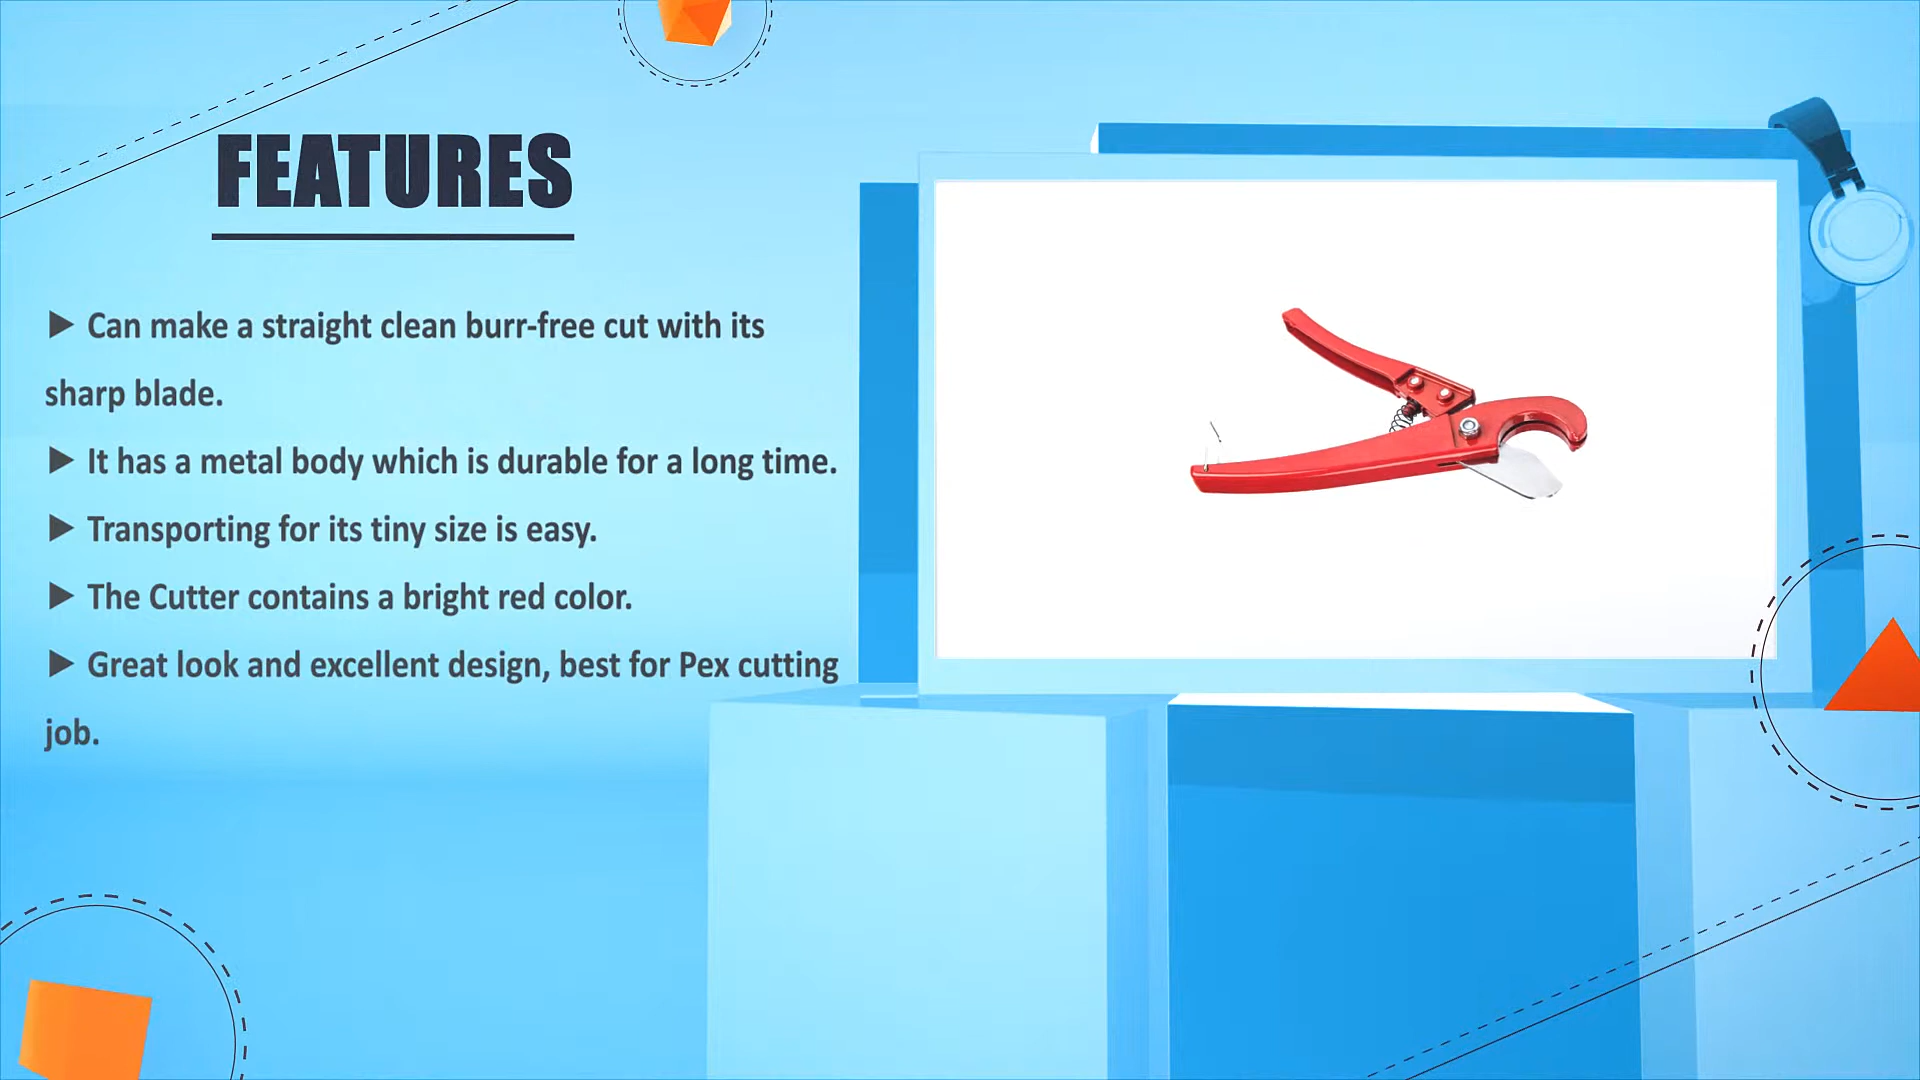 FEATURES
▶ Can make a straight clean burr-free cut with its
sharp blade.
▶ It has a metal body which is durable for a long time.
▶ Transporting for its tiny size is easy.
▶ The Cutter contains a bright red color.
▶ Great look and excellent design, best for Pex cutting
job.